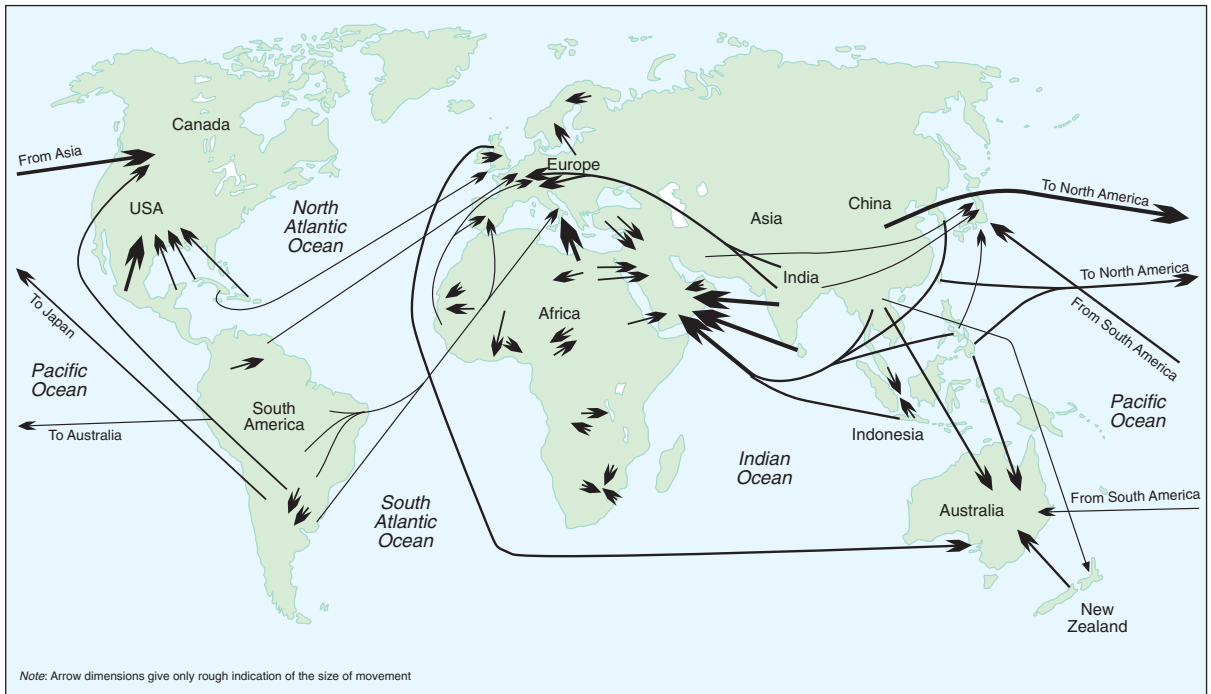 Canada
From Asia
Europe
To North America
China
USA
North
Atlantic
Ocean
Asia
India
To North America
To Japan
Africa
From South America
Pacific
Ocean
South
America
Pacific
Ocean
To Australia
Indonesia
Indian
Ocean
South
Atlantic
Ocean
From South America
Australia
New
Zealand
Note: Arrow dimensions give only rough indication of the size of movement